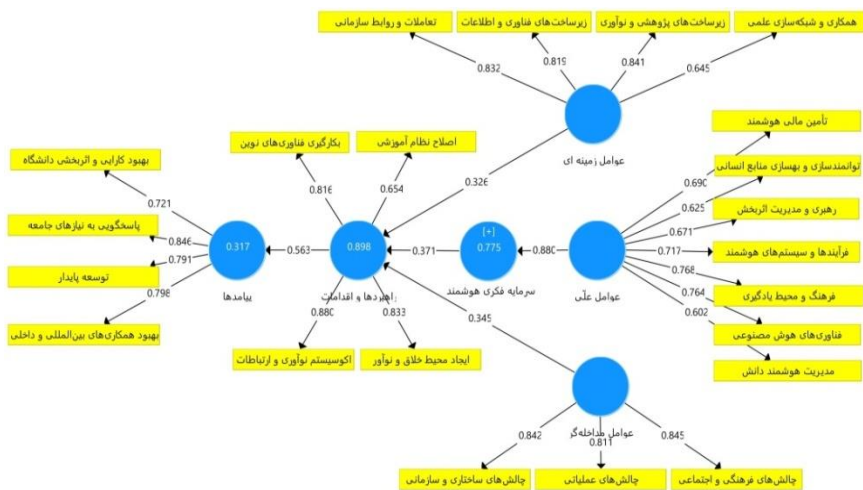 همکاری و شبکه‌سازی علمی
زیرساخت‌های پژوهشی و نوآوری
زیرساخت‌های فناوری و اطلاعات
تعاملات و روابط سازمانی
0.645
0.841
0.819
0.832
عوامل زمینه ای
0.326
تأمین مالی هوشمند
توانمندسازی و بهسازی منابع انسانی
رهبری و مدیریت اثربخش
فرآیندها و سیستم‌های هوشمند
فرهنگ و محیط یادگیری
فناوری‌های هوش مصنوعی
مدیریت هوشمند دانش
0.690
0.625
0.671
0.717
0.768
0.764
0.602
عوامل علّی
0.880
[+]
0.775
سرمایه فکری هوشمند
0.371
اصلاح نظام آموزشی
بکارگیری فناوری‌های نوین
0.654
0.816
0.898
راهبردها و اقدامات
0.833
0.880
ایجاد محیط خلاق و نوآور
اکوسیستم نوآوری و ارتباطات
0.563
0.317
پیامدها
0.721
0.846
0.791
0.798
بهبود کارایی و اثربخشی دانشگاه
پاسخگویی به نیازهای جامعه
توسعه پایدار
بهبود همکاری‌های بین‌المللی و داخلی
0.345
عوامل مداخله‌گر
0.845
0.811
0.842
چالش‌های فرهنگی و اجتماعی
چالش‌های عملیاتی
چالش‌های ساختاری و سازمانی